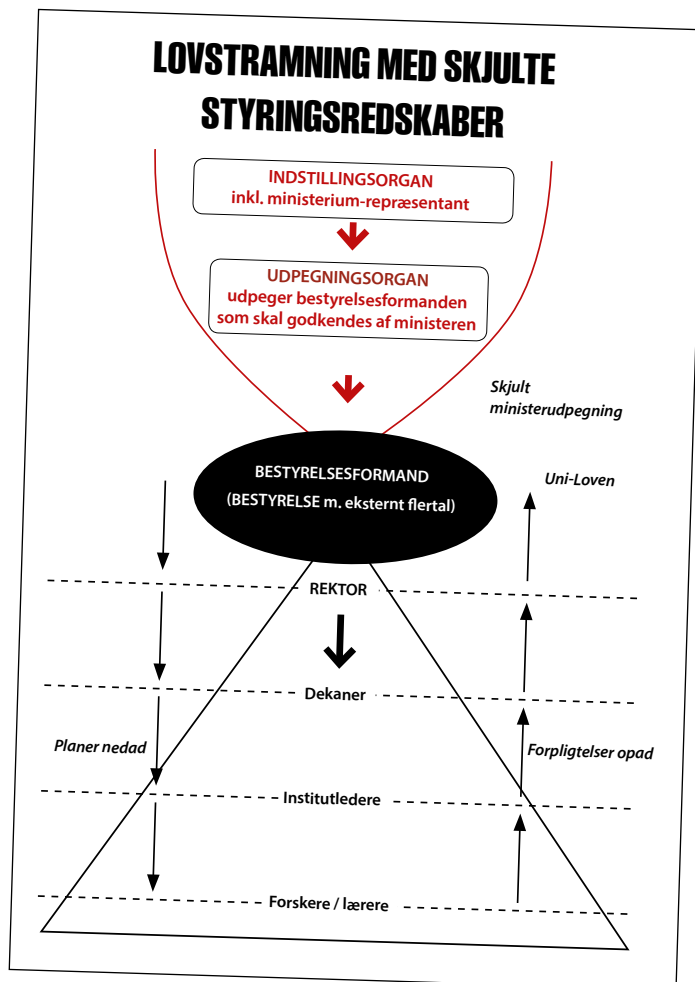 LOVSTRAMNING MED SKJULTE
STYRINGSREDSKABER
INDSTILLINGSORGAN
inkl. ministerium-repræsentant
UDPEGNINGSORGAN
udpeger bestyrelsesformanden
som skal godkendes af ministeren
Skjult
ministerudpegning
BESTYRELSESFORMAND
(BESTYRELSE m. eksternt flertal)
Uni-Loven
REKTOR
Dekaner
Planer nedad
Forpligtelser opad
Institutledere
Forskere / lærere